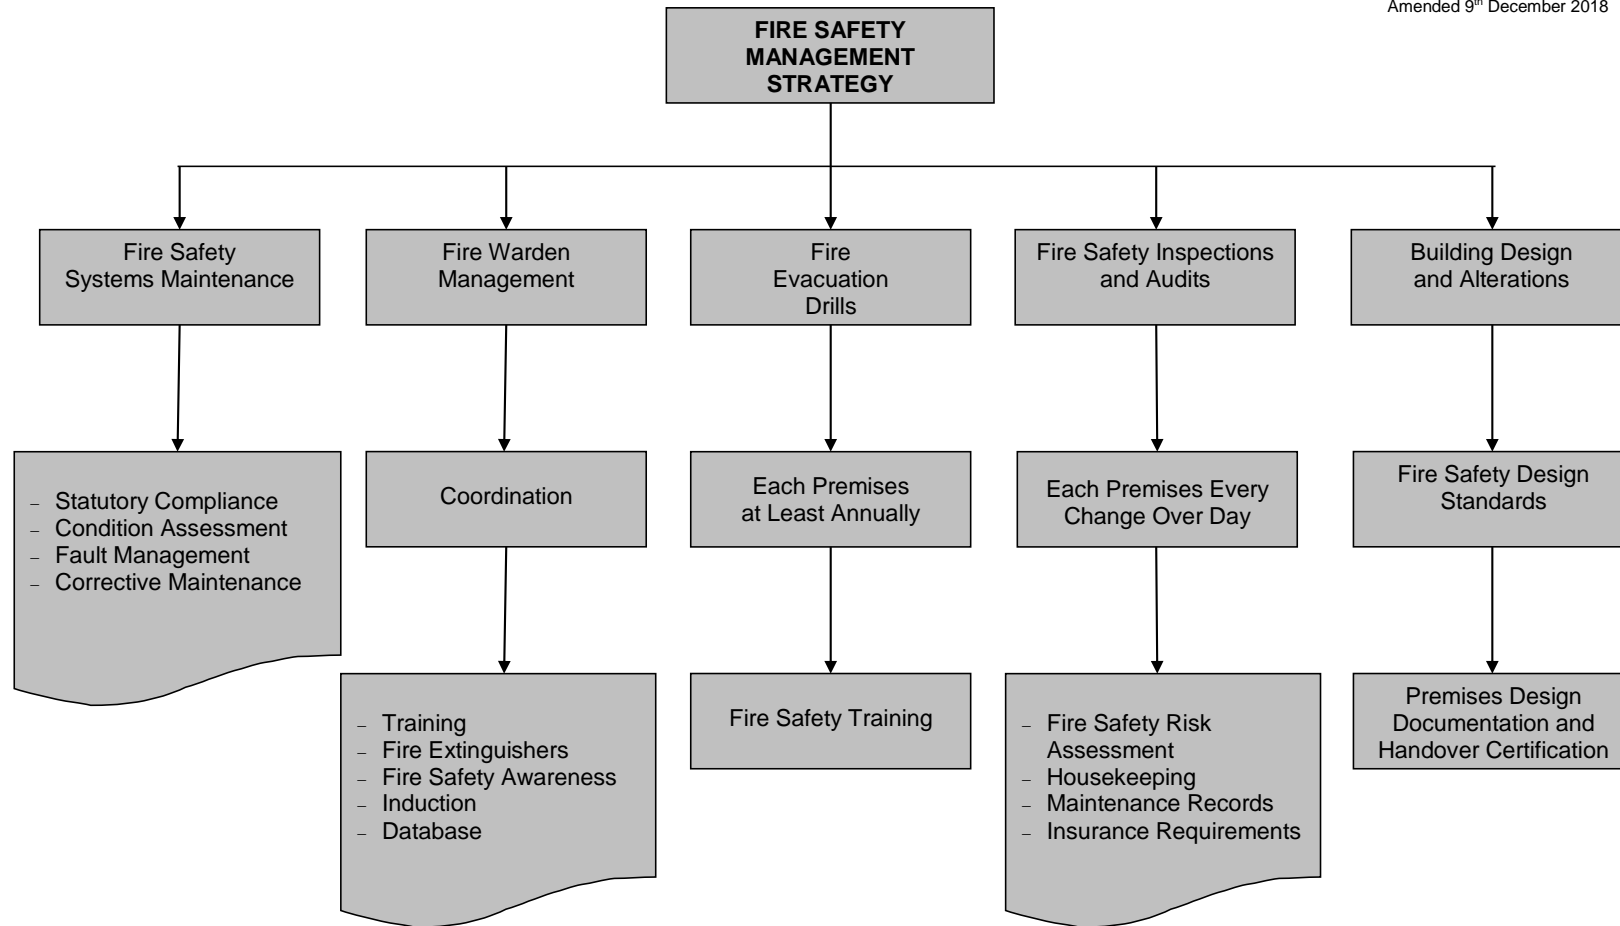 Amended 9th December 2018
FIRE SAFETY
MANAGEMENT
STRATEGY
Fire Safety
Systems Maintenance
Fire Warden
Management
Fire
Evacuation
Drills
Fire Safety Inspections
and Audits
Building Design
and Alterations
– Statutory Compliance
– Condition Assessment
– Fault Management
– Corrective Maintenance
Coordination
Each Premises
at Least Annually
Each Premises Every
Change Over Day
Fire Safety Design
Standards
– Training
– Fire Extinguishers
– Fire Safety Awareness
– Induction
– Database
Fire Safety Training
– Fire Safety Risk
Assessment
– Housekeeping
– Maintenance Records
– Insurance Requirements
Premises Design
Documentation and
Handover Certification